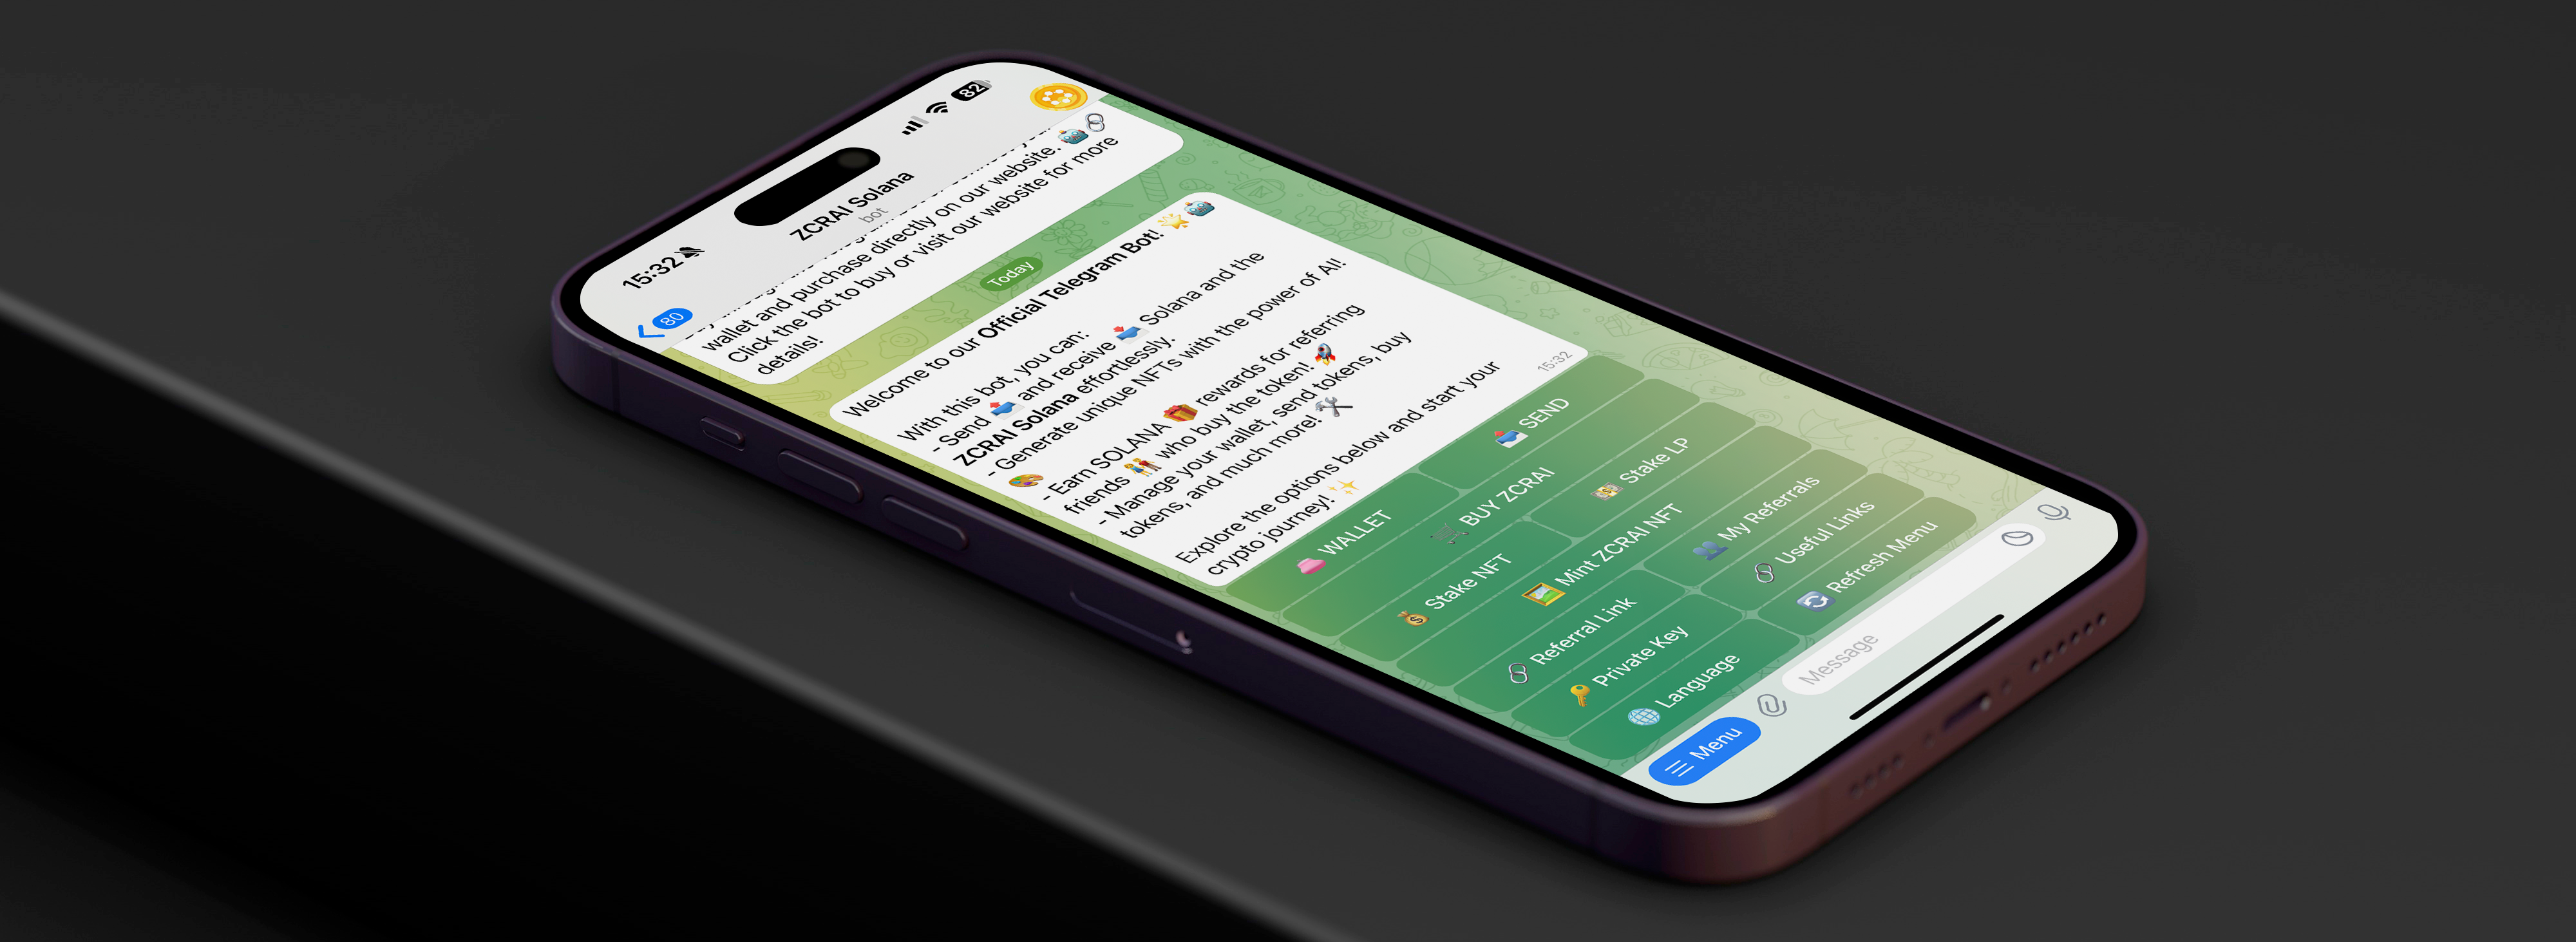 15:32
82
80
ZCRAI Solana
bot
wallet and purchase directly on our website. 🤖🔗
Click the bot to buy or visit our website for more
details!
Today
Welcome to our Official Telegram Bot! 🌟🤖
With this bot, you can:
- Send 📤 and receive 📥 Solana and the
ZCRAI Solana effortlessly.
- Generate unique NFTs with the power of AI!
🎨
- Earn SOLANA 🎁 rewards for referring
friends 👫 who buy the token! 🚀
- Manage your wallet, send tokens, buy
tokens, and much more! 🛠️
Explore the options below and start your
crypto journey! ✨
15:32
👛 WALLET
📤 SEND
🛒 BUY ZCRAI
💰 Stake NFT
💴 Stake LP
🖼️ Mint ZCRAI NFT
🔗 Referral Link
👥 My Referrals
🔑 Private Key
🔗 Useful Links
🌐 Language
🔄 Refresh Menu
Menu
Message